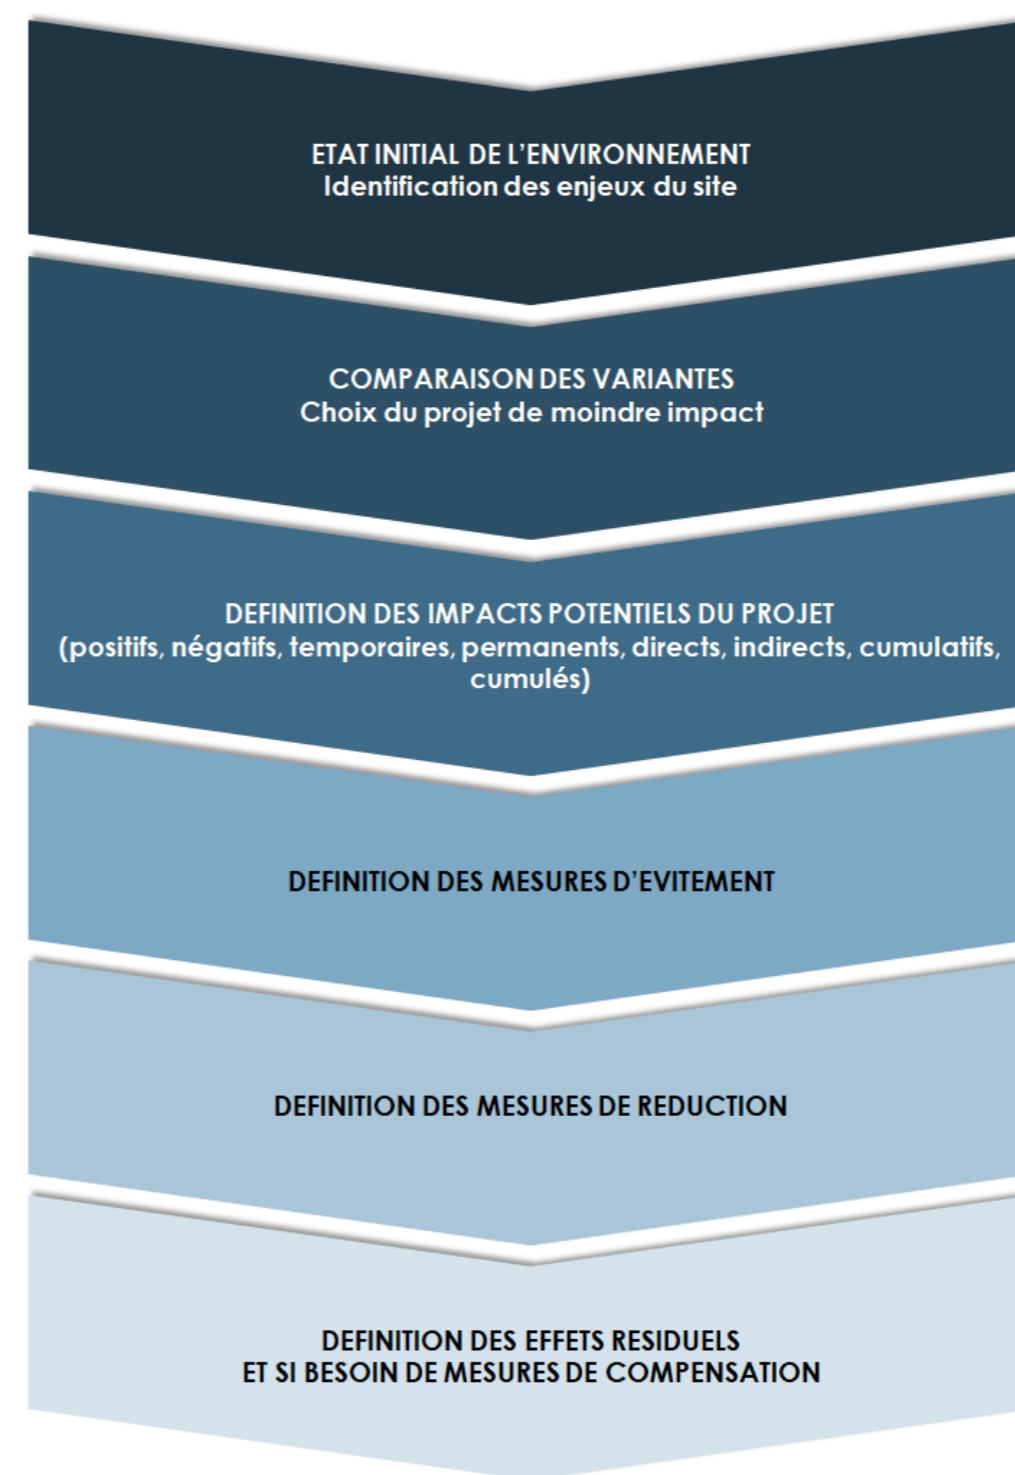 ETAT INITIAL DE L'ENVIRONNEMENT
Identification des enjeux du site
COMPARAISON DES VARIANTES
Choix du projet de moindre impact
DEFINITION DES IMPACTS POTENTIELS DU PROJET
(positifs, négatifs, temporaires, permanents, directs, indirects, cumulatifs,
cumulés)
DEFINITION DES MESURES D'EVITEMENT
DEFINITION DES MESURES DE REDUCTION
DEFINITION DES EFFETS RESIDUELS
ET SI BESOIN DE MESURES DE COMPENSATION